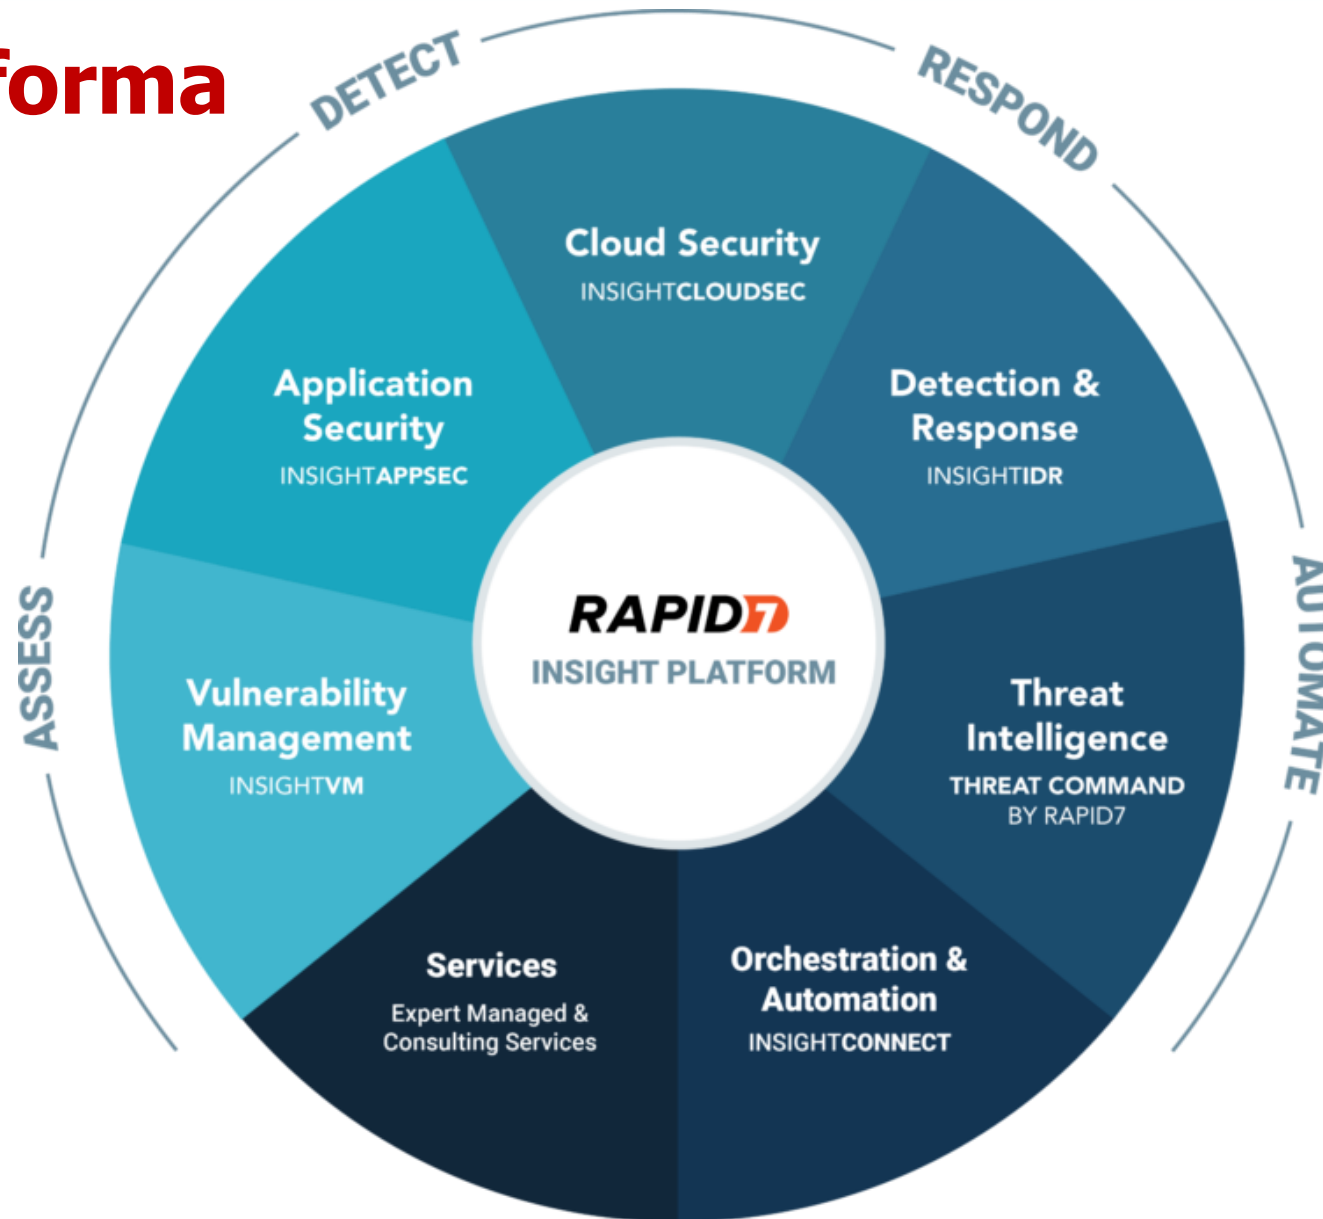 forma
DETECT
RESPOND
ASSESS
AUTOMATE
Cloud Security
INSIGHTCLOUDSEC
Application
Security
INSIGHTAPPSEC
Detection &
Response
INSIGHTIDR
RAPID7
INSIGHT PLATFORM
Vulnerability
Management
INSIGHTVM
Threat
Intelligence
THREAT COMMAND
BY RAPID7
Services
Expert Managed &
Consulting Services
Orchestration &
Automation
INSIGHTCONNECT